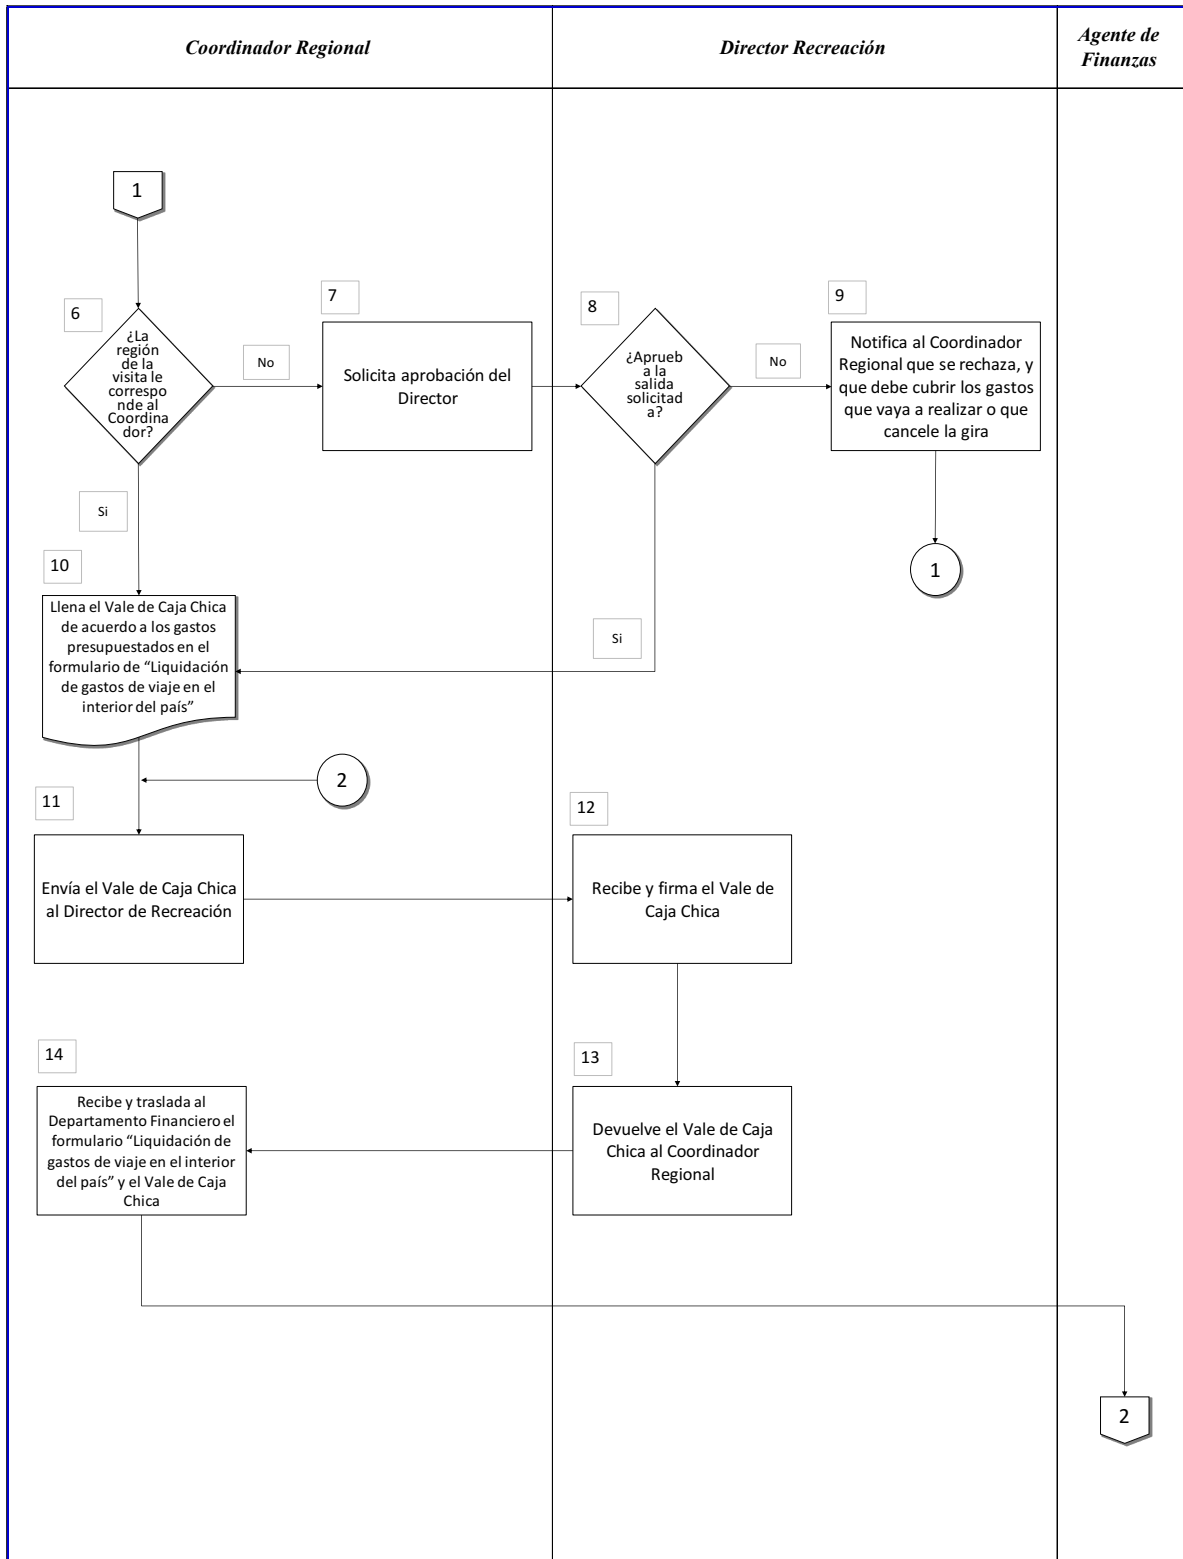 Coordinador Regional
Director Recreación
Agente de
Finanzas
1
6
¿La
región
de la
visita le
correspo
nde al
Coordina
dor?
No
7
Solicita aprobación del
Director
8
¿Aprueb
a la
salida
solicitad
a?
No
9
Notifica al Coordinador
Regional que se rechaza, y
que debe cubrir los gastos
que vaya a realizar o que
cancele la gira
Si
1
10
Llena el Vale de Caja Chica
de acuerdo a los gastos
presupuestados en el
formulario de “Liquidación
de gastos de viaje en el
interior del país”
Si
2
11
Envía el Vale de Caja Chica
al Director de Recreación
12
Recibe y firma el Vale de
Caja Chica
14
Recibe y traslada al
Departamento Financiero el
formulario “Liquidación de
gastos de viaje en el interior
del país” y el Vale de Caja
Chica
13
Devuelve el Vale de Caja
Chica al Coordinador
Regional
2